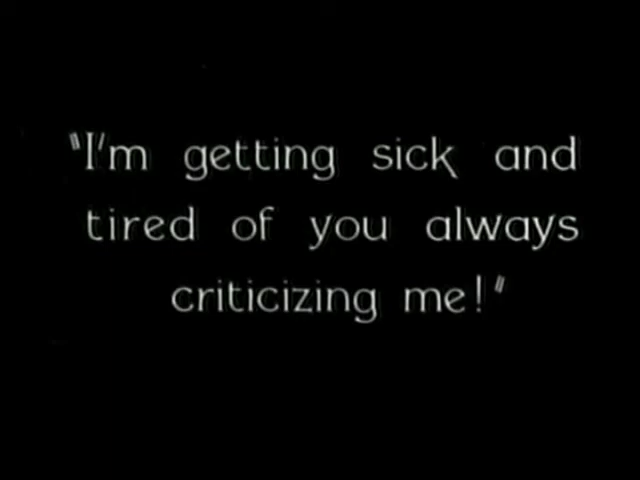 "I'm getting sick and
tired of you always
criticizing me!"